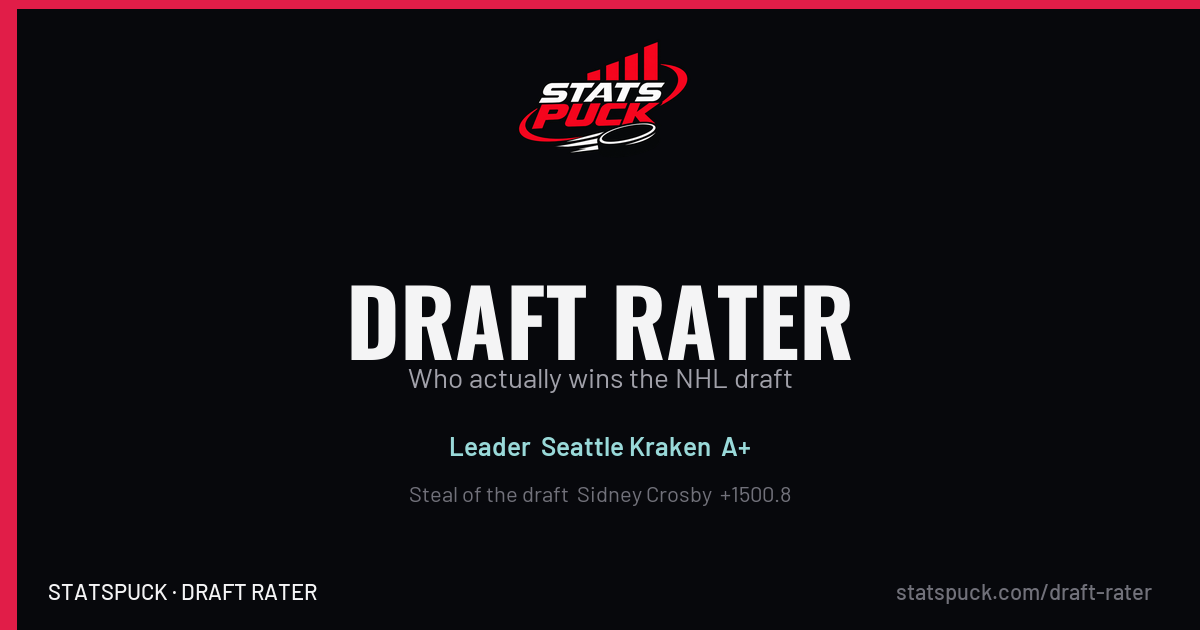 STATS
PUCK
DRAFT RATER
Who actually wins the NHL draft
Leader Seattle Kraken A+
Steal of the draft Sidney Crosby +1500.8
STATSPUCK · DRAFT RATER
statspuck.com/draft-rater